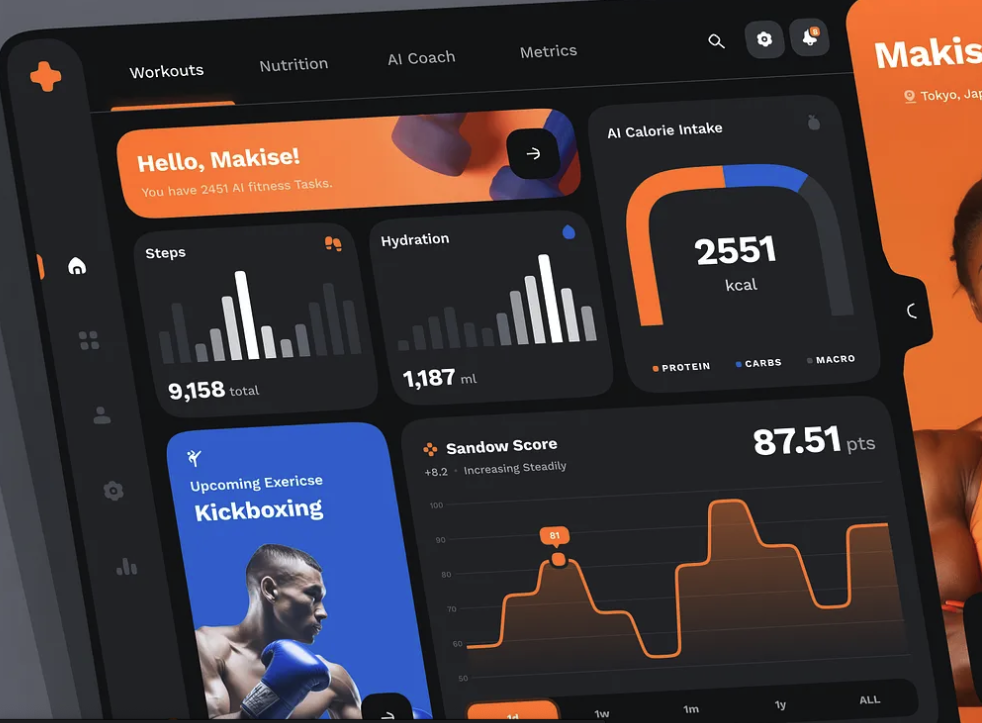 Workouts
Nutrition
AI Coach
Metrics
8
Hello, Makise!
You have 2451 AI fitness Tasks.
AI Calorie Intake
2551
kcal
PROTEIN
CARBS
MACRO
Steps
9,158 total
Hydration
1,187 ml
Upcoming Exericse
Kickboxing
Sandow Score
+8.2 · Increasing Steadily
87.51 pts
100
90
80
70
60
50
81
1d
1w
1m
1y
ALL
Tokyo,